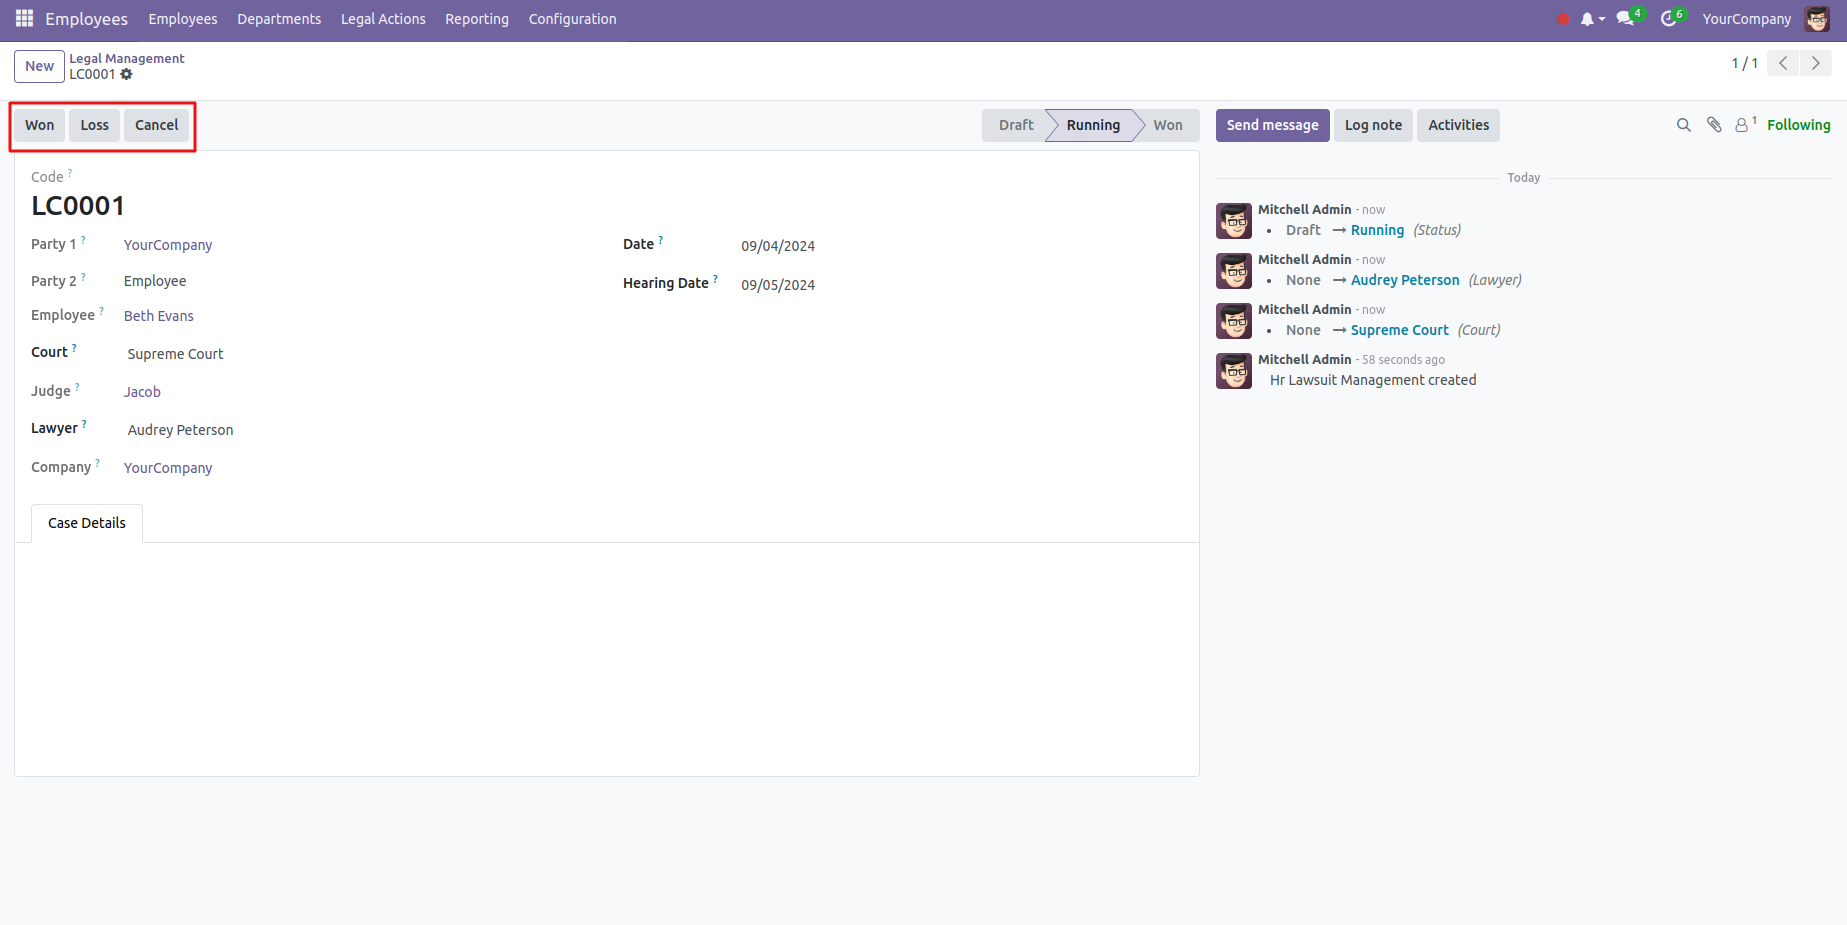 Employees Employees Departments Legal Actions Reporting Configuration 4 6 YourCompany
New Legal Management
LC0001 1 / 1
Won Loss Cancel Draft Running Won Send message Log note Activities 1 Following
Code ?
LC0001
Party 1 ? YourCompany
Party 2 ? Employee
Employee ? Beth Evans
Court ? Supreme Court
Judge ? Jacob
Lawyer ? Audrey Peterson
Company ? YourCompany
Date ? 09/04/2024
Hearing Date ? 09/05/2024
Case Details
Today
Mitchell Admin - now
• Draft → Running (Status)
Mitchell Admin - now
• None → Audrey Peterson (Lawyer)
Mitchell Admin - now
• None → Supreme Court (Court)
Mitchell Admin - 58 seconds ago
Hr Lawsuit Management created